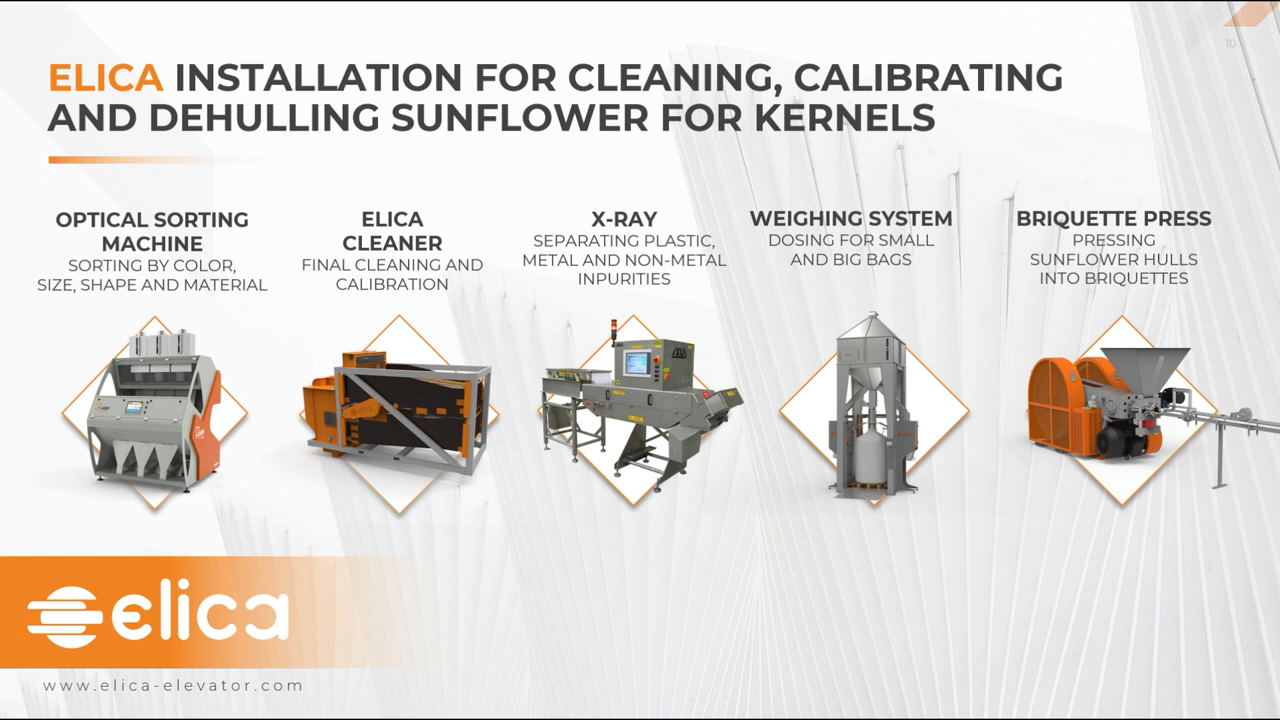 10
ELICA INSTALLATION FOR CLEANING, CALIBRATING
AND DEHULLING SUNFLOWER FOR KERNELS
OPTICAL SORTING
MACHINE
SORTING BY COLOR,
SIZE, SHAPE AND MATERIAL
ELICA
CLEANER
FINAL CLEANING AND
CALIBRATION
X-RAY
SEPARATING PLASTIC,
METAL AND NON-METAL
INPURITIES
WEIGHING SYSTEM
DOSING FOR SMALL
AND BIG BAGS
BRIQUETTE PRESS
PRESSING
SUNFLOWER HULLS
INTO BRIQUETTES
elica
www.elica-elevator.com